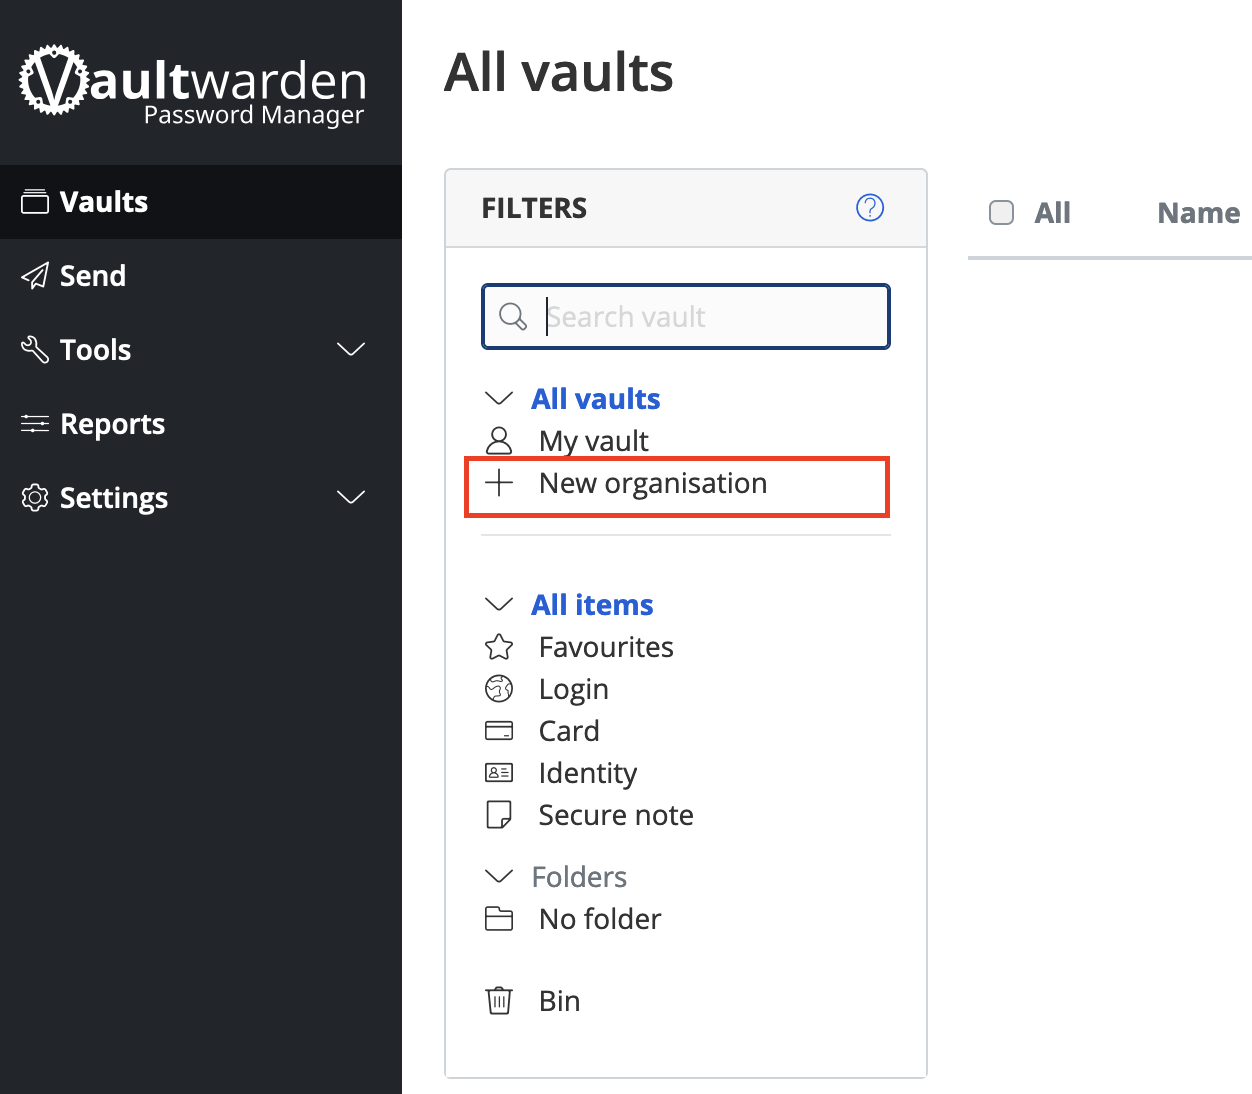 Vaultwarden
Password Manager
Vaults
Send
Tools
Reports
Settings
All vaults
FILTERS
?
Search vault
All vaults
My vault
New organisation
All items
Favourites
Login
Card
Identity
Secure note
Folders
No folder
Bin
All Name